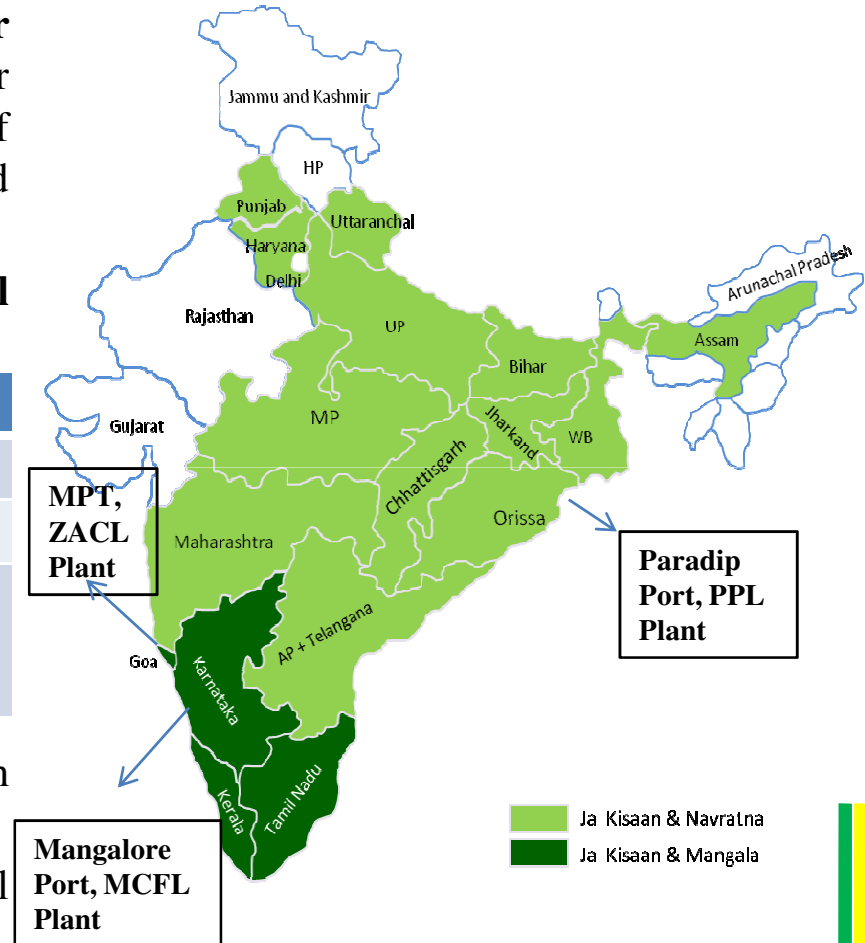 r
r
f
d
l
n
l
Jammu and Kashmir
HP
Punjab
Uttaranchal
Haryana
Delhi
Rajasthan
UP
Arunachal Pradesh
Assam
Bihar
MP
Gujarat
Jharkand
WB
Chhattisgarh
Orissa
MPT,
ZACL
Plant
Maharashtra
Paradip
Port, PPL
Plant
AP + Telangana
Goa
Karnataka
Kerala
Tamil Nadu
Mangalore
Port, MCFL
Plant
Ja Kisaan & Navratna
Ja Kisaan & Mangala